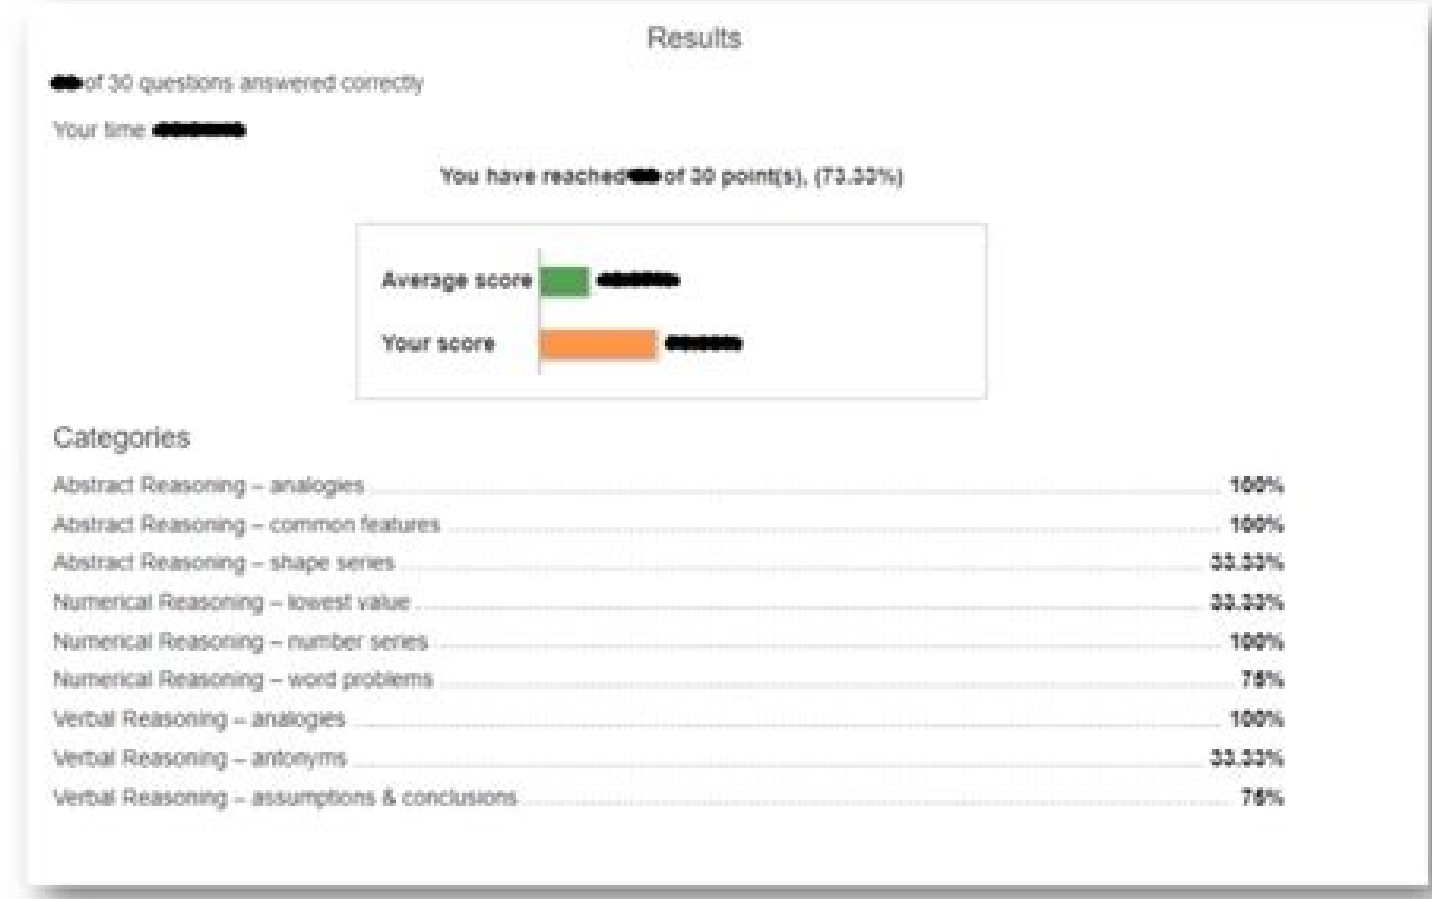 Results
of 30 questions answered correctly
Your time
You have reached of 30 point(s), (73.33%)
Average score
Your score
Categories
Abstract Reasoning – analogies 100%
Abstract Reasoning – common features 100%
Abstract Reasoning – shape series 33.33%
Numerical Reasoning – lowest value 33.33%
Numerical Reasoning – number series 100%
Numerical Reasoning – word problems 75%
Verbal Reasoning – analogies 100%
Verbal Reasoning – antonyms 33.33%
Verbal Reasoning – assumptions & conclusions 75%